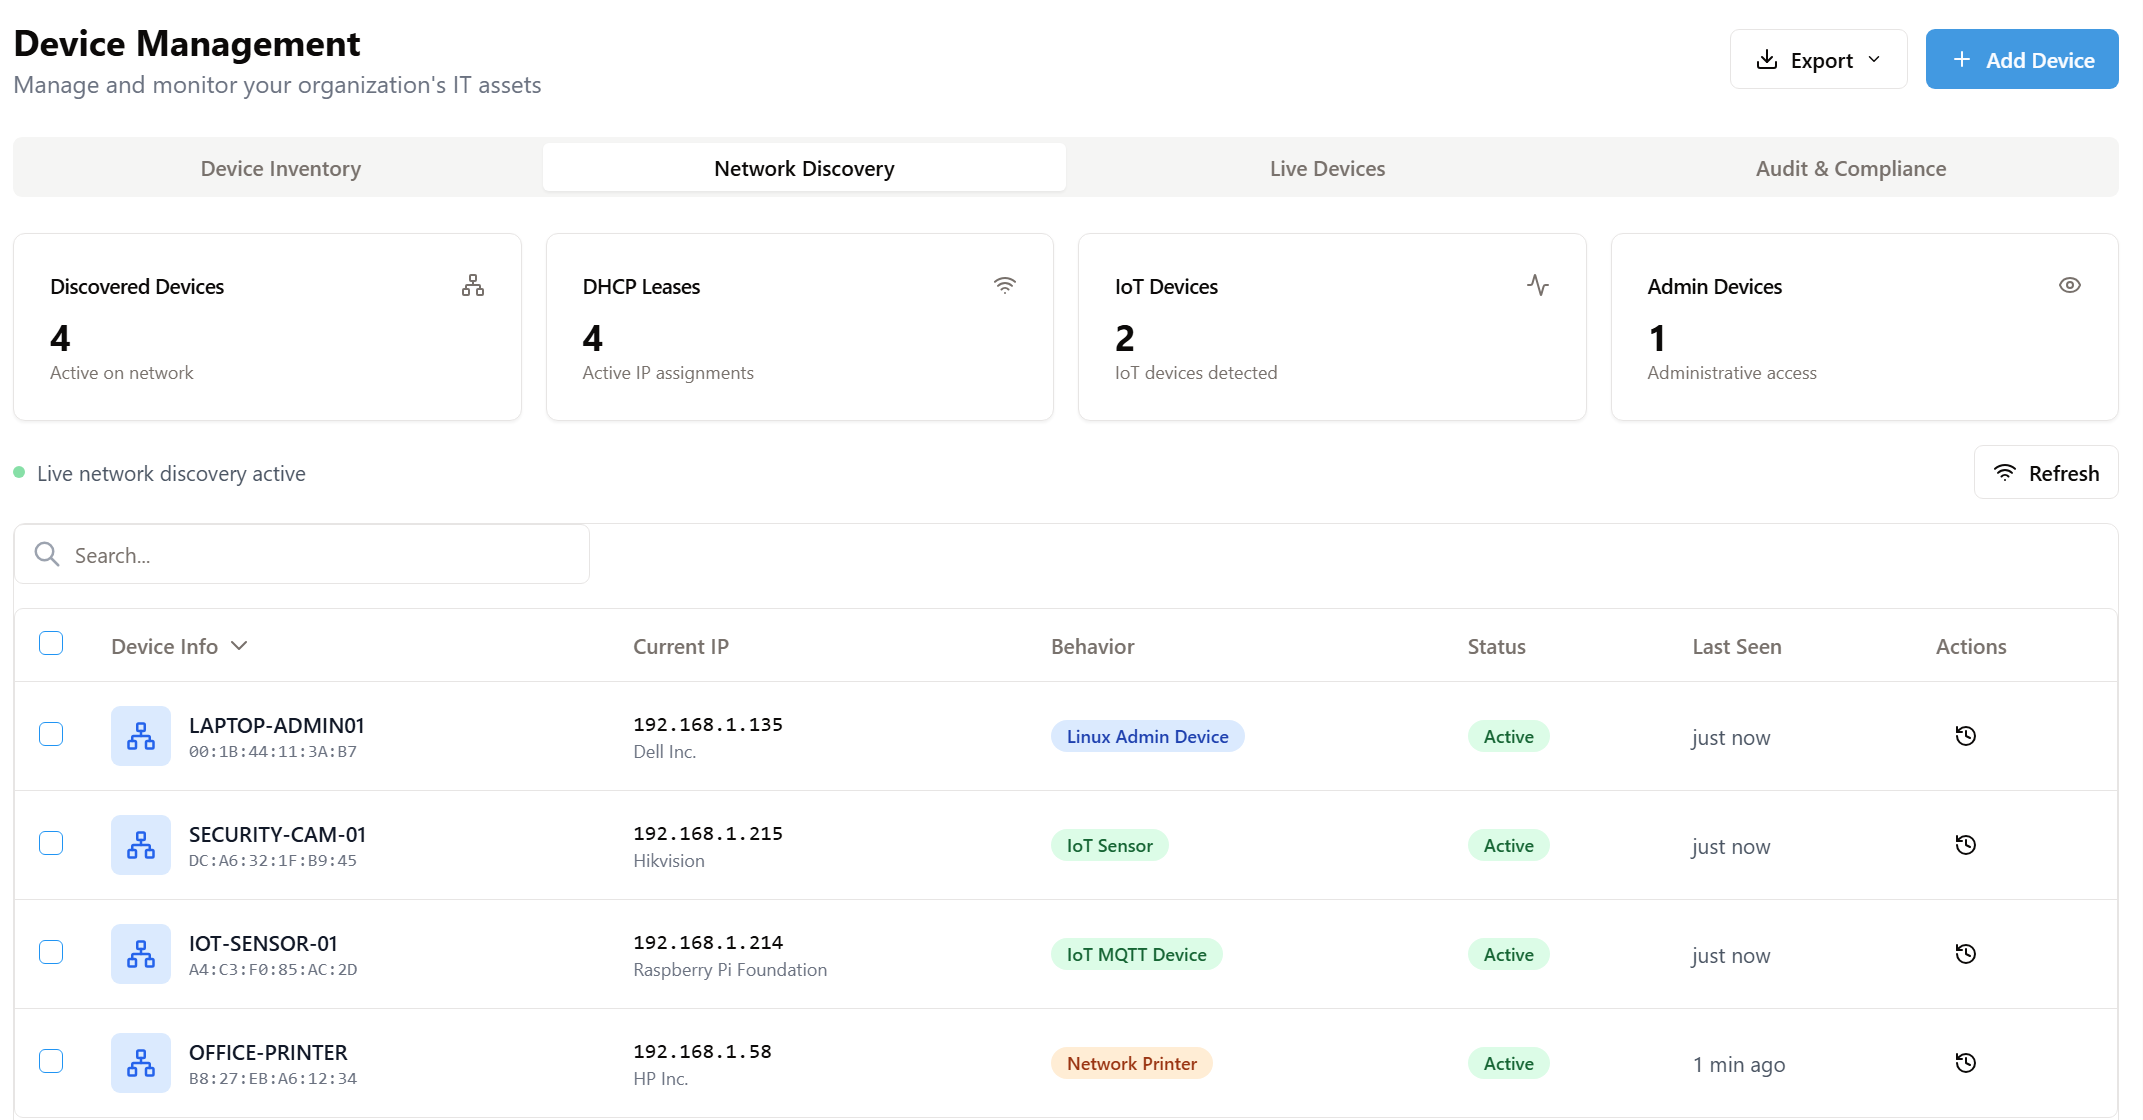 Device Management
Manage and monitor your organization's IT assets
Export
Add Device
Device Inventory
Network Discovery
Live Devices
Audit & Compliance
Discovered Devices
4
Active on network
DHCP Leases
4
Active IP assignments
IoT Devices
2
IoT devices detected
Admin Devices
1
Administrative access
Live network discovery active
Refresh
Search...
Device Info
Current IP
Behavior
Status
Last Seen
Actions
LAPTOP-ADMIN01
00:1B:44:11:3A:B7
192.168.1.135
Dell Inc.
Linux Admin Device
Active
just now
SECURITY-CAM-01
DC:A6:32:1F:B9:45
192.168.1.215
Hikvision
IoT Sensor
Active
just now
IOT-SENSOR-01
A4:C3:F0:85:AC:2D
192.168.1.214
Raspberry Pi Foundation
IoT MQTT Device
Active
just now
OFFICE-PRINTER
B8:27:EB:A6:12:34
192.168.1.58
HP Inc.
Network Printer
Active
1 min ago